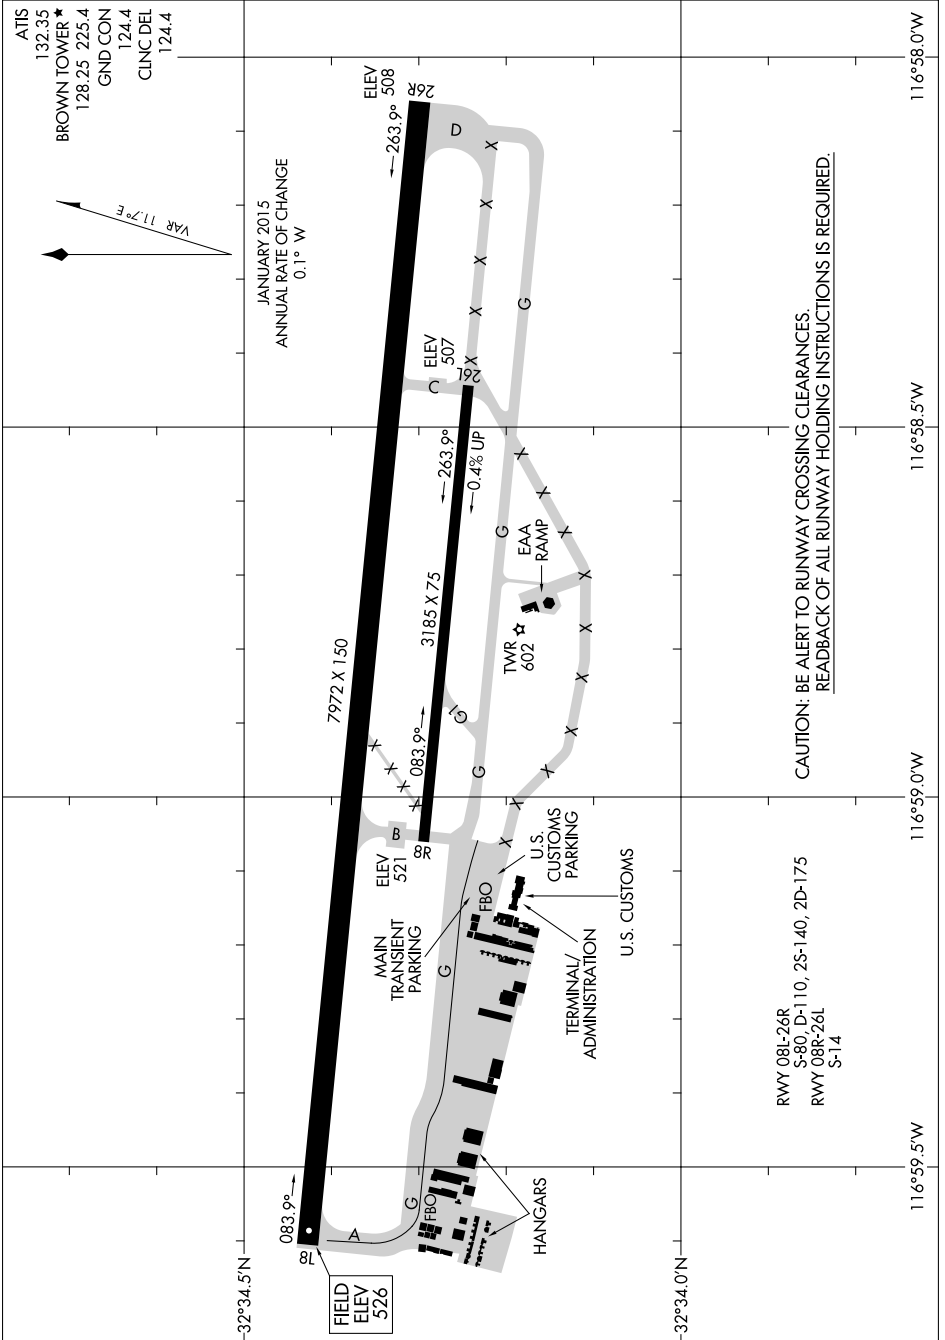 ATIS
132.35
BROWN TOWER ★
128.25 225.4
GND CON
124.4
CLNC DEL
124.4
VAR 11.7° E
JANUARY 2015
ANNUAL RATE OF CHANGE
0.1° W
ELEV
508
26R
263.9°
D
X
X
X
X
X
G
ELEV
507
C
26L
263.9°
0.4% UP
G
X
X
X
X
X
X
X
X
X
X
EAA
RAMP
TWR
602
7972 X 150
3185 X 75
G1
083.9°
G
X
X
X
X
B
8R
ELEV
521
U.S.
CUSTOMS
PARKING
FBO
MAIN
TRANSIENT
PARKING
G
TERMINAL/
ADMINISTRATION
U.S. CUSTOMS
083.9°
8L
A
G
FBO
HANGARS
FIELD
ELEV
526
CAUTION: BE ALERT TO RUNWAY CROSSING CLEARANCES.
READBACK OF ALL RUNWAY HOLDING INSTRUCTIONS IS REQUIRED.
RWY 08L-26R
S-80, D-110, 2S-140, 2D-175
RWY 08R-26L
S-14
32°34.5'N
32°34.0'N
116°59.5'W
116°59.0'W
116°58.5'W
116°58.0'W